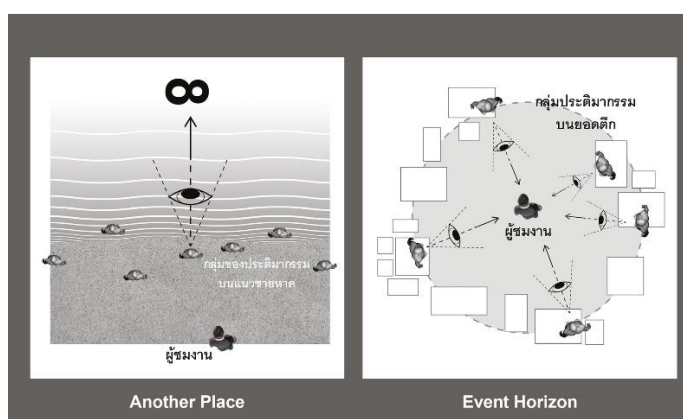 8
กลุ่มของประติมากรรม
บนแนวชายหาด
ผู้ชมงาน
Another Place
กลุ่มประติมากรรม
บนยอดตึก
ผู้ชมงาน
Event Horizon